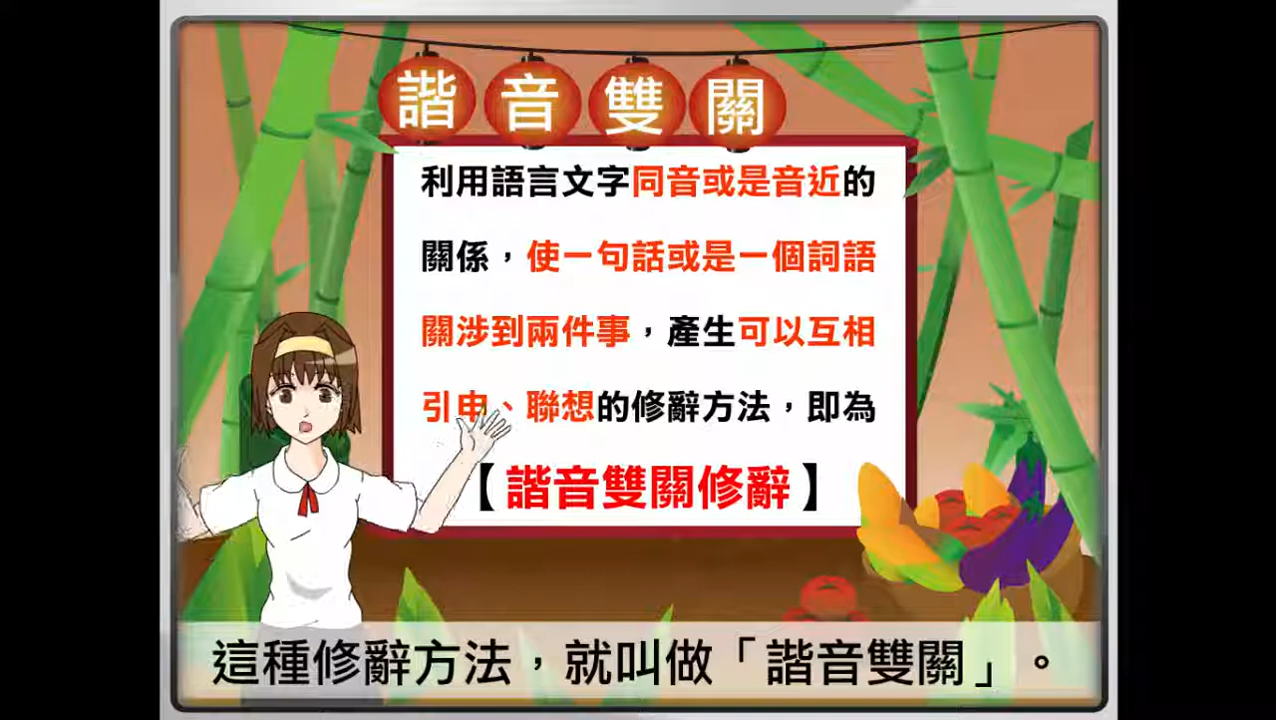 諧音雙關
利用語言文字同音或是音近的
關係，使一句話或是一個詞語
關涉到兩件事，產生可以互相
引申、聯想的修辭方法，即為
【諧音雙關修辭】
這種修辭方法，就叫做「諧音雙關」。